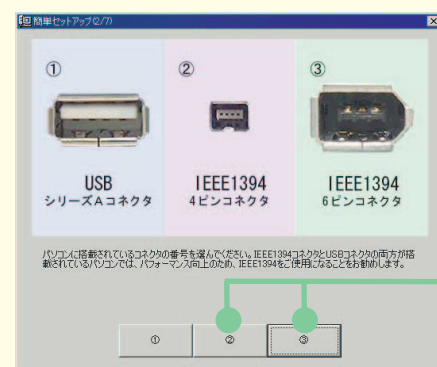 簡単セットアップ(2/7)
① ② ③
USB
シリーズAコネクタ
IEEE1394
4ピンコネクタ
IEEE1394
6ピンコネクタ
パソコンに搭載されているコネクタの番号を選んでください。IEEE1394コネクタとUSBコネクタの両方が搭
載されているパソコンでは、パフォーマンス向上のため、IEEE1394をご使用になることをお勧めします。
① ② ③